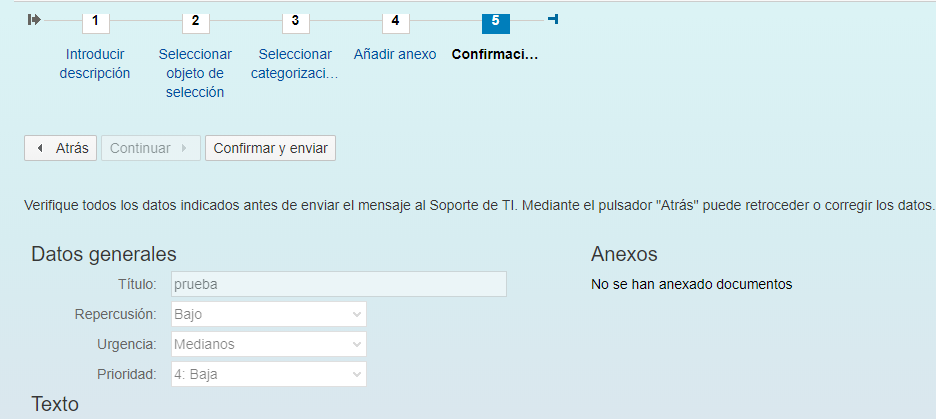 1 2 3 4 5
Introducir descripción
Seleccionar objeto de selección
Seleccionar categorizaci...
Añadir anexo
Confirmaci...
Atrás Continuar Confirmar y enviar
Verifique todos los datos indicados antes de enviar el mensaje al Soporte de TI. Mediante el pulsador "Atrás" puede retroceder o corregir los datos.
Datos generales
Título: prueba
Repercusión: Bajo
Urgencia: Medianos
Prioridad: 4: Baja
Anexos
No se han anexado documentos
Texto